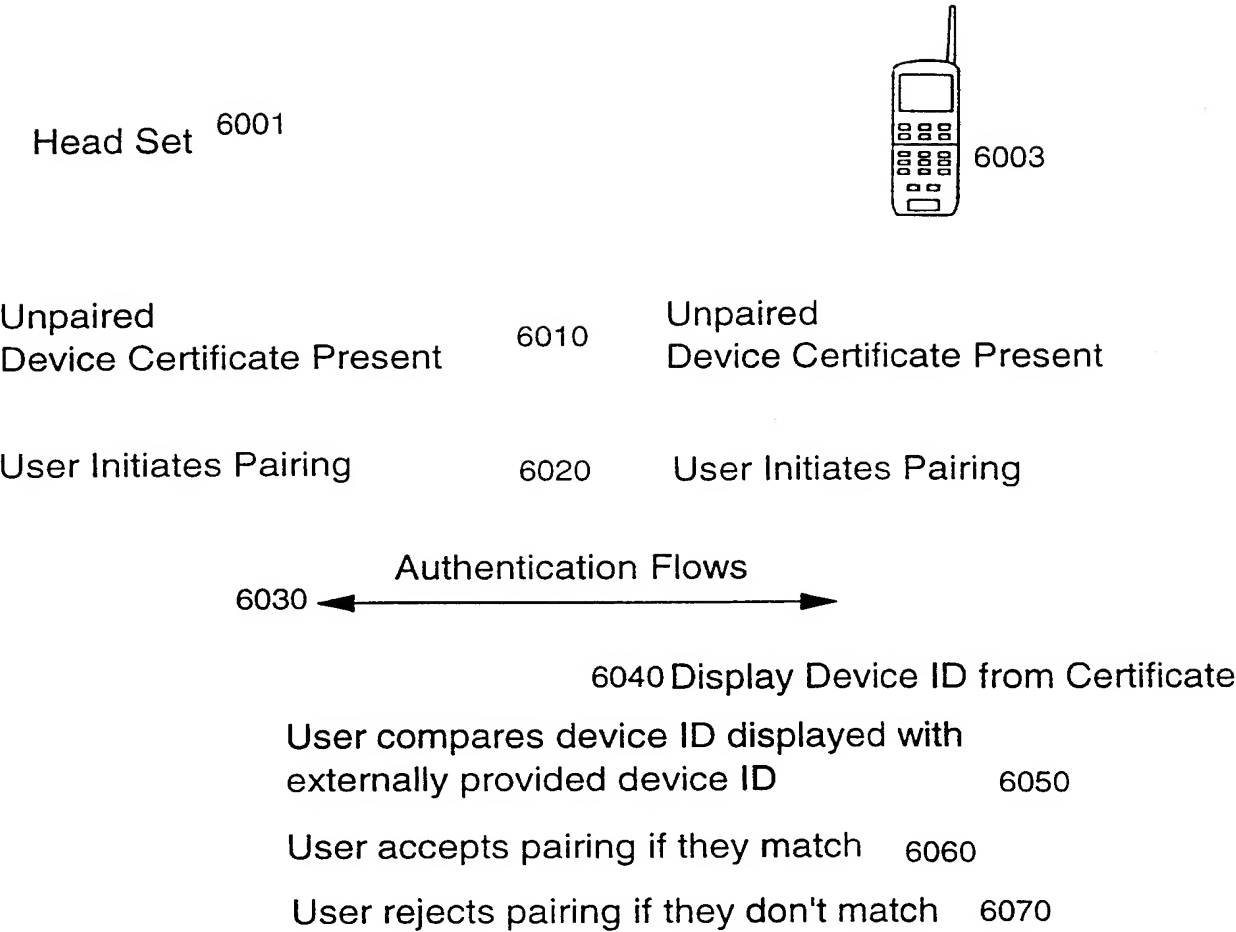 Head Set 6001
6003
Unpaired
Device Certificate Present
6010
Unpaired
Device Certificate Present
User Initiates Pairing 6020 User Initiates Pairing
Authentication Flows
6030
6040 Display Device ID from Certificate
User compares device ID displayed with
externally provided device ID 6050
User accepts pairing if they match 6060
User rejects pairing if they don't match 6070